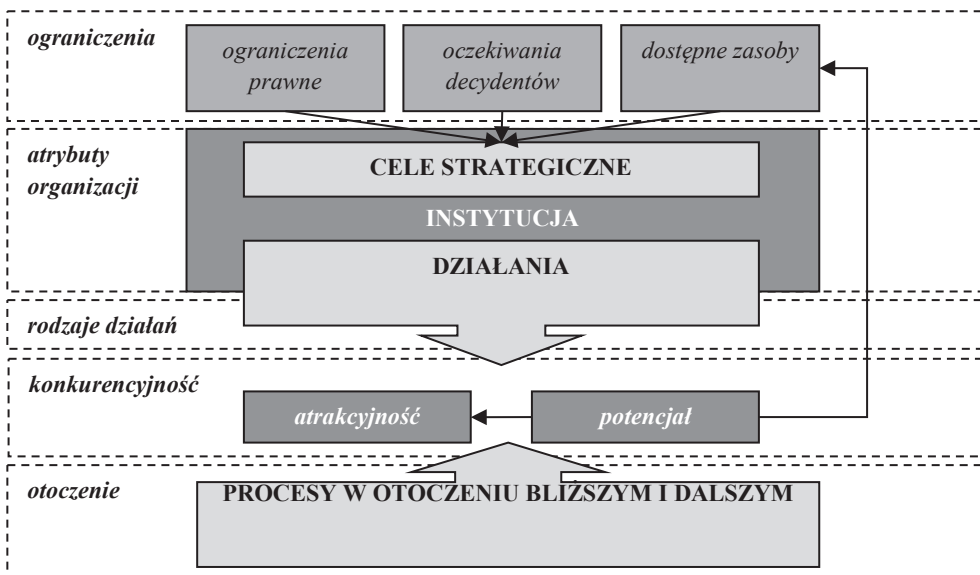 ograniczenia
ograniczenia
prawne
oczekiwania
decydentów
dostępne zasoby
atrybuty
organizacji
CELE STRATEGICZNE
INSTYTUCJA
DZIAŁANIA
rodzaje działań
konkurencyjność
atrakcyjność
potencjał
otoczenie
PROCESY W OTOCZENIU BLIŻSZYM I DALSZYM